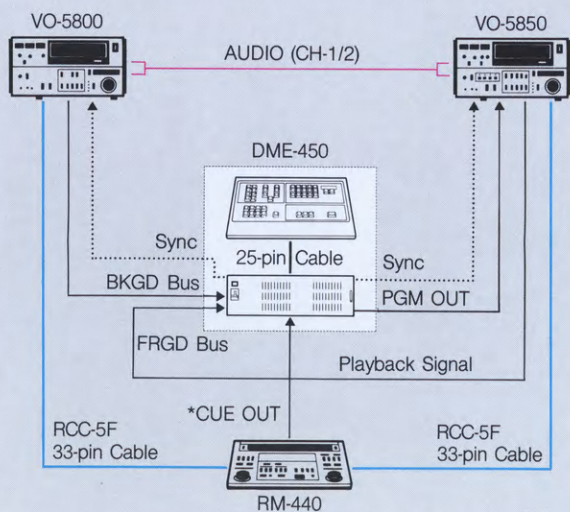 VO-5800
VO-5850
AUDIO (CH-1/2)
DME-450
25-pin Cable
Sync
Sync
BKGD Bus
PGM OUT
FRGD Bus
Playback Signal
*CUE OUT
RCC-5F
33-pin Cable
RCC-5F
33-pin Cable
RM-440